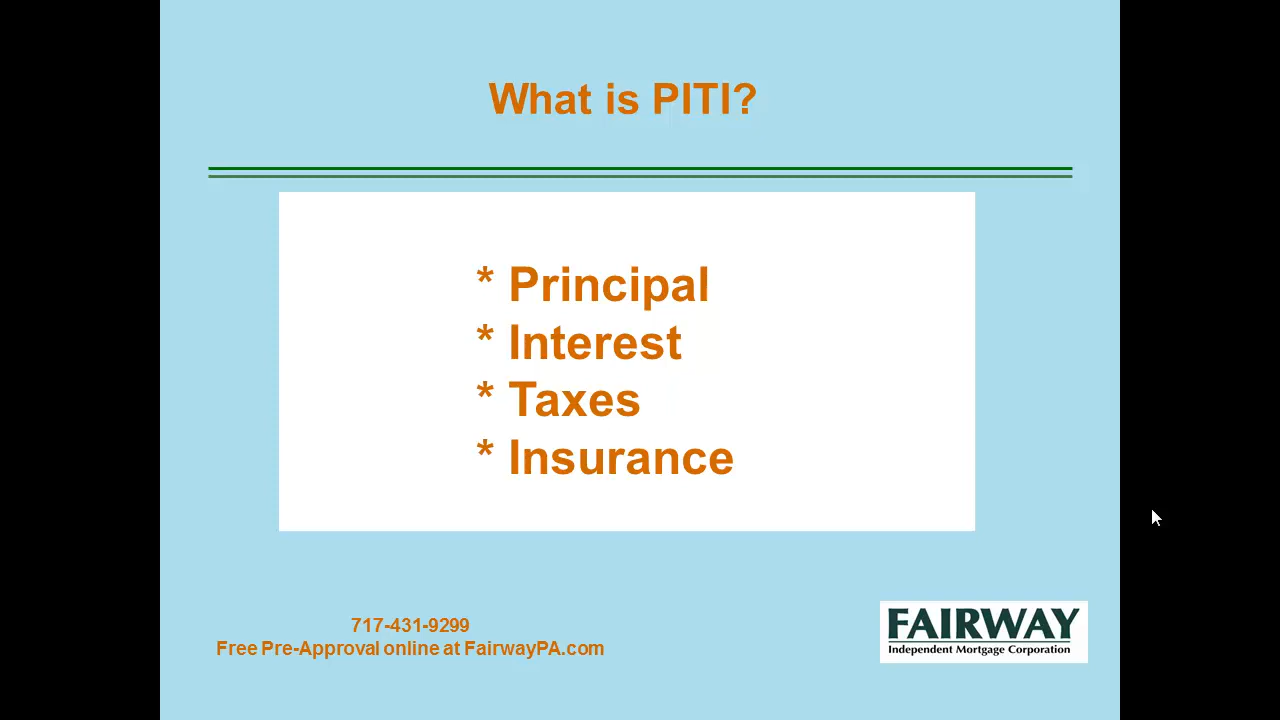 What is PITI?
* Principal
* Interest
* Taxes
* Insurance
717-431-9299
Free Pre-Approval online at FairwayPA.com
FAIRWAY
Independent Mortgage Corporation